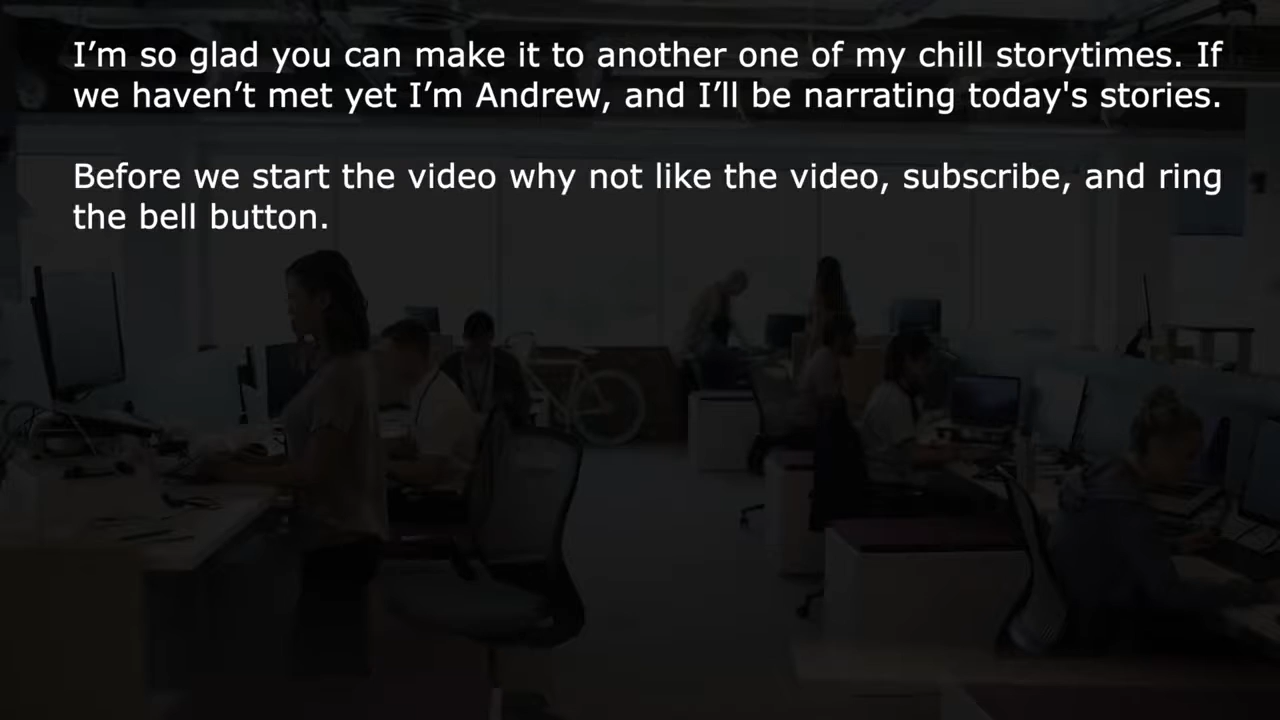 I’m so glad you can make it to another one of my chill storytimes. If
we haven’t met yet I’m Andrew, and I’ll be narrating today's stories.
Before we start the video why not like the video, subscribe, and ring
the bell button.